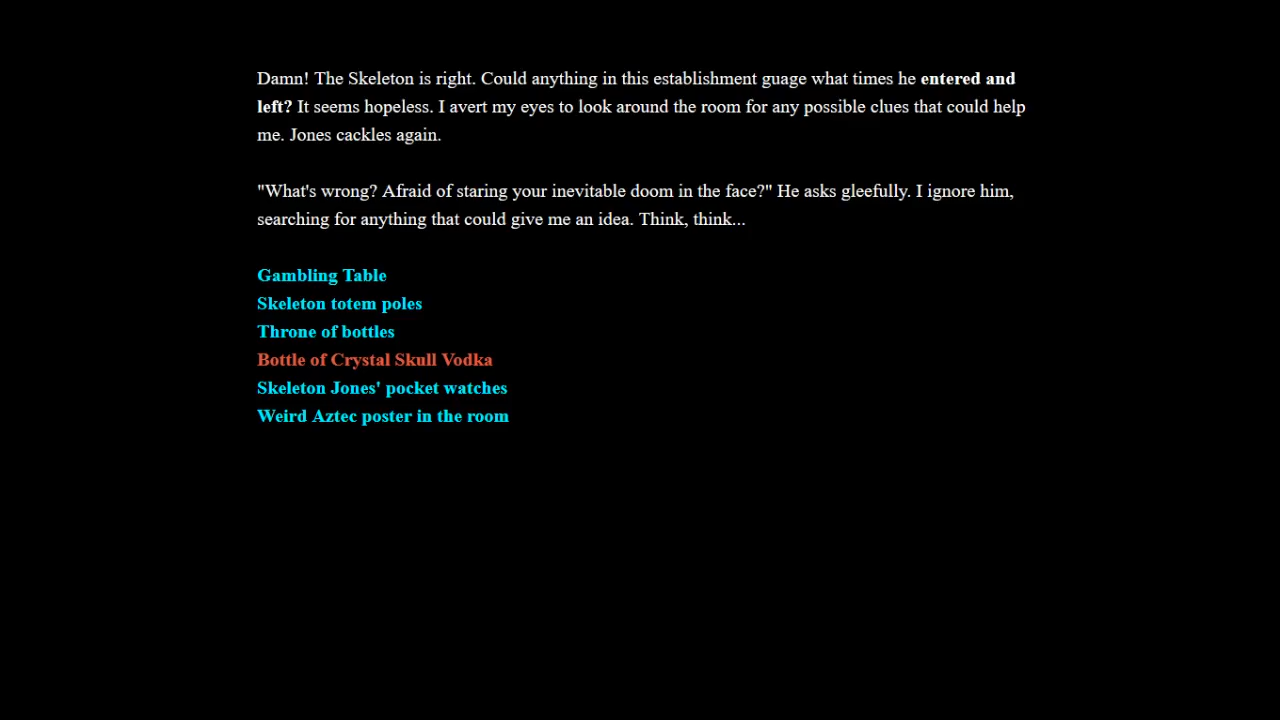 Damn! The Skeleton is right. Could anything in this establishment guage what times he entered and
left? It seems hopeless. I avert my eyes to look around the room for any possible clues that could help
me. Jones cackles again.
"What's wrong? Afraid of staring your inevitable doom in the face?" He asks gleefully. I ignore him,
searching for anything that could give me an idea. Think, think...
Gambling Table
Skeleton totem poles
Throne of bottles
Bottle of Crystal Skull Vodka
Skeleton Jones' pocket watches
Weird Aztec poster in the room